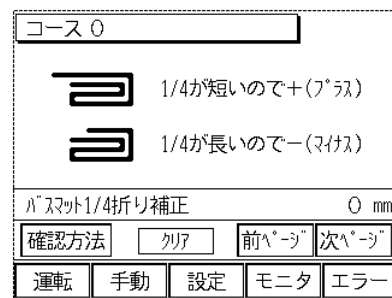 コース 0
1/4が短いので+(ﾌﾟﾗｽ)
1/4が長いのでー(ﾏｲﾅｽ)
ﾊﾞｽﾏｯﾄ1/4折り補正 0 mm
確認方法 ｸﾘｱ 前ﾍﾟｰｼﾞ 次ﾍﾟｰｼﾞ
運転 手動 設定 モニタ エラー